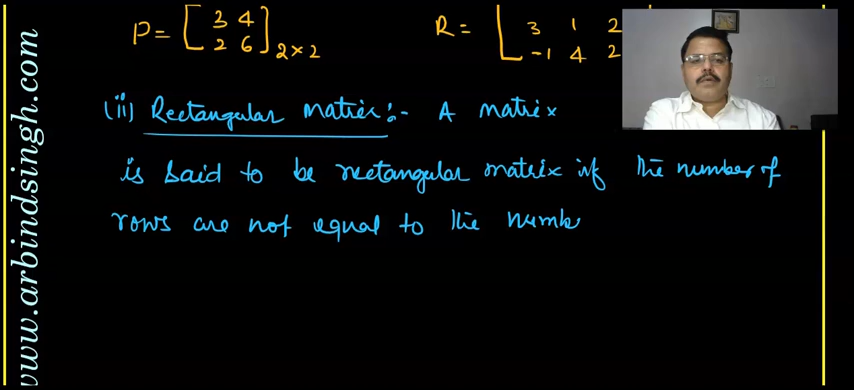 P = [ 3 4
2 6 ] 2 × 2
R = [ 3 1 2
-1 4 2
(ii) Rectangular matrix :- A matrix
is said to be rectangular matrix if the number of
rows are not equal to the numbe
www.arbindsingh.com